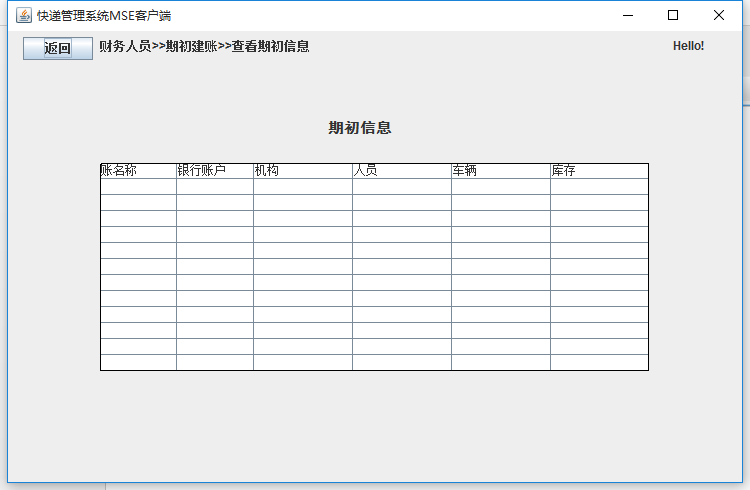 快递管理系统MSE客户端
返回 财务人员>>期初建账>>查看期初信息 Hello!
期初信息
账名称 银行账户 机构 人员 车辆 库存